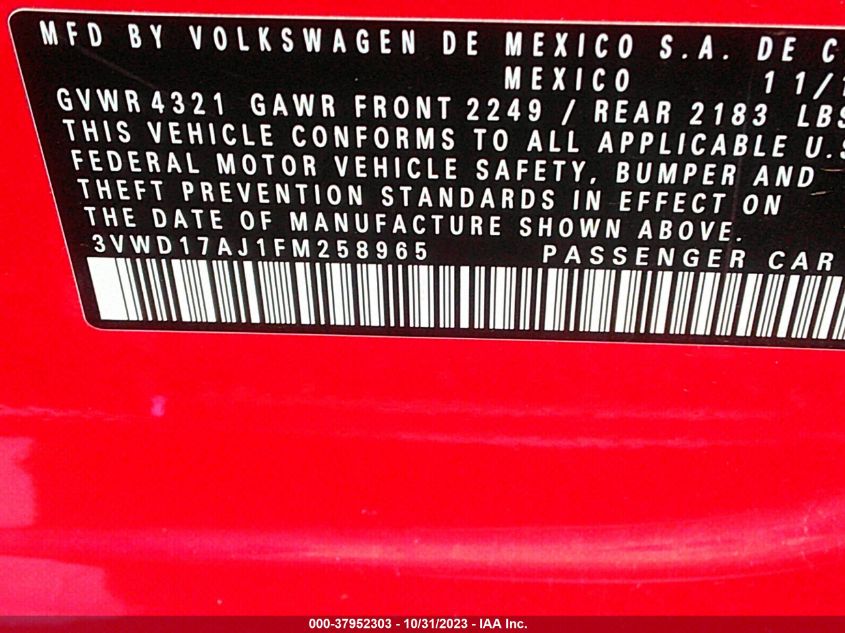 MFD BY VOLKSWAGEN DE MEXICO S.A. DE C
MEXICO 11/1
GVWR 4321 GAWR FRONT 2249 / REAR 2183 LBS
THIS VEHICLE CONFORMS TO ALL APPLICABLE U.S
FEDERAL MOTOR VEHICLE SAFETY, BUMPER AND
THEFT PREVENTION STANDARDS IN EFFECT ON
THE DATE OF MANUFACTURE SHOWN ABOVE.
3VWD17AJ1FM258965 PASSENGER CAR
000-37952303 - 10/31/2023 - IAA Inc.